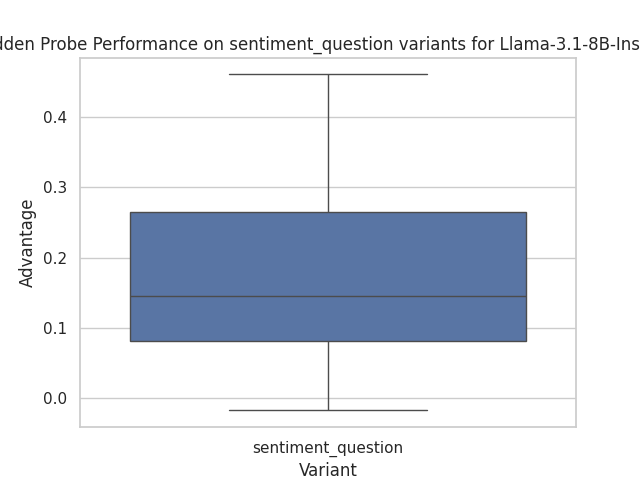 dden Probe Performance on sentiment_question variants for Llama-3.1-8B-Ins
0.4
0.3
0.2
0.1
0.0
Advantage
sentiment_question
Variant